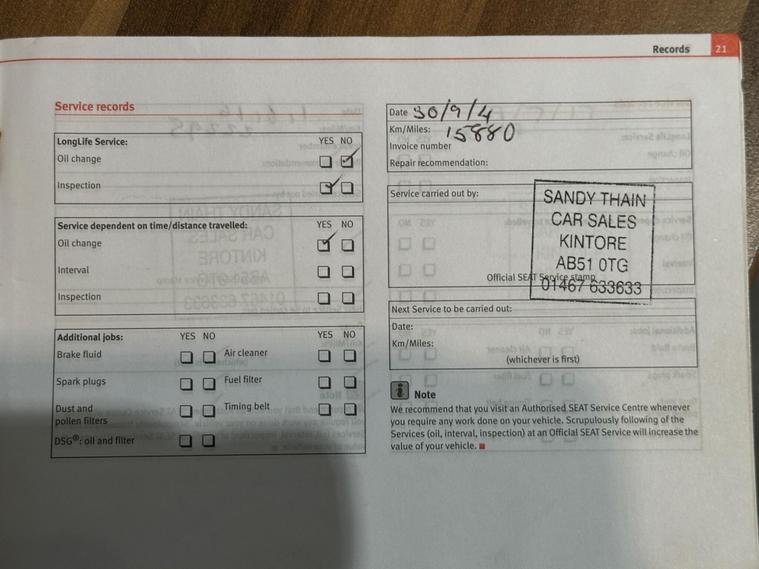 Records 21
Service records
LongLife Service: YES NO
Oil change
Inspection
Service dependent on time/distance travelled: YES NO
Oil change
Interval
Inspection
Additional jobs: YES NO YES NO
Brake fluid Air cleaner
Spark plugs Fuel filter
Dust and pollen filters Timing belt
DSG®: oil and filter
Date 30/9/4
Km/Miles: 15880
Invoice number
Repair recommendation:
Service carried out by:
SANDY THAIN
CAR SALES
KINTORE
AB51 0TG
01467 633633
Official SEAT Service stamp
Next Service to be carried out:
Date:
Km/Miles:
(whichever is first)
i Note
We recommend that you visit an Authorised SEAT Service Centre whenever
you require any work done on your vehicle. Scrupulously following of the
Services (oil, interval, inspection) at an Official SEAT Service will increase the
value of your vehicle.